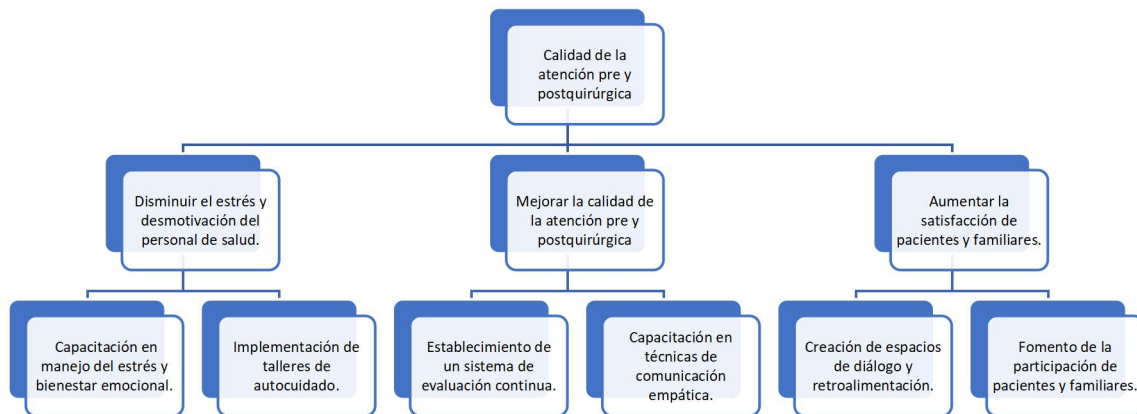 Calidad de la
atención pre y
postquirúrgica
Disminuir el estrés y
desmotivación del
personal de salud.
Mejorar la calidad de
la atención pre y
postquirúrgica
Aumentar la
satisfacción de
pacientes y familiares.
Capacitación en
manejo del estrés y
bienestar emocional.
Implementación de
talleres de
autocuidado.
Establecimiento de
un sistema de
evaluación continua.
Capacitación en
técnicas de
comunicación
empática.
Creación de espacios
de diálogo y
retroalimentación.
Fomento de la
participación de
pacientes y familiares.